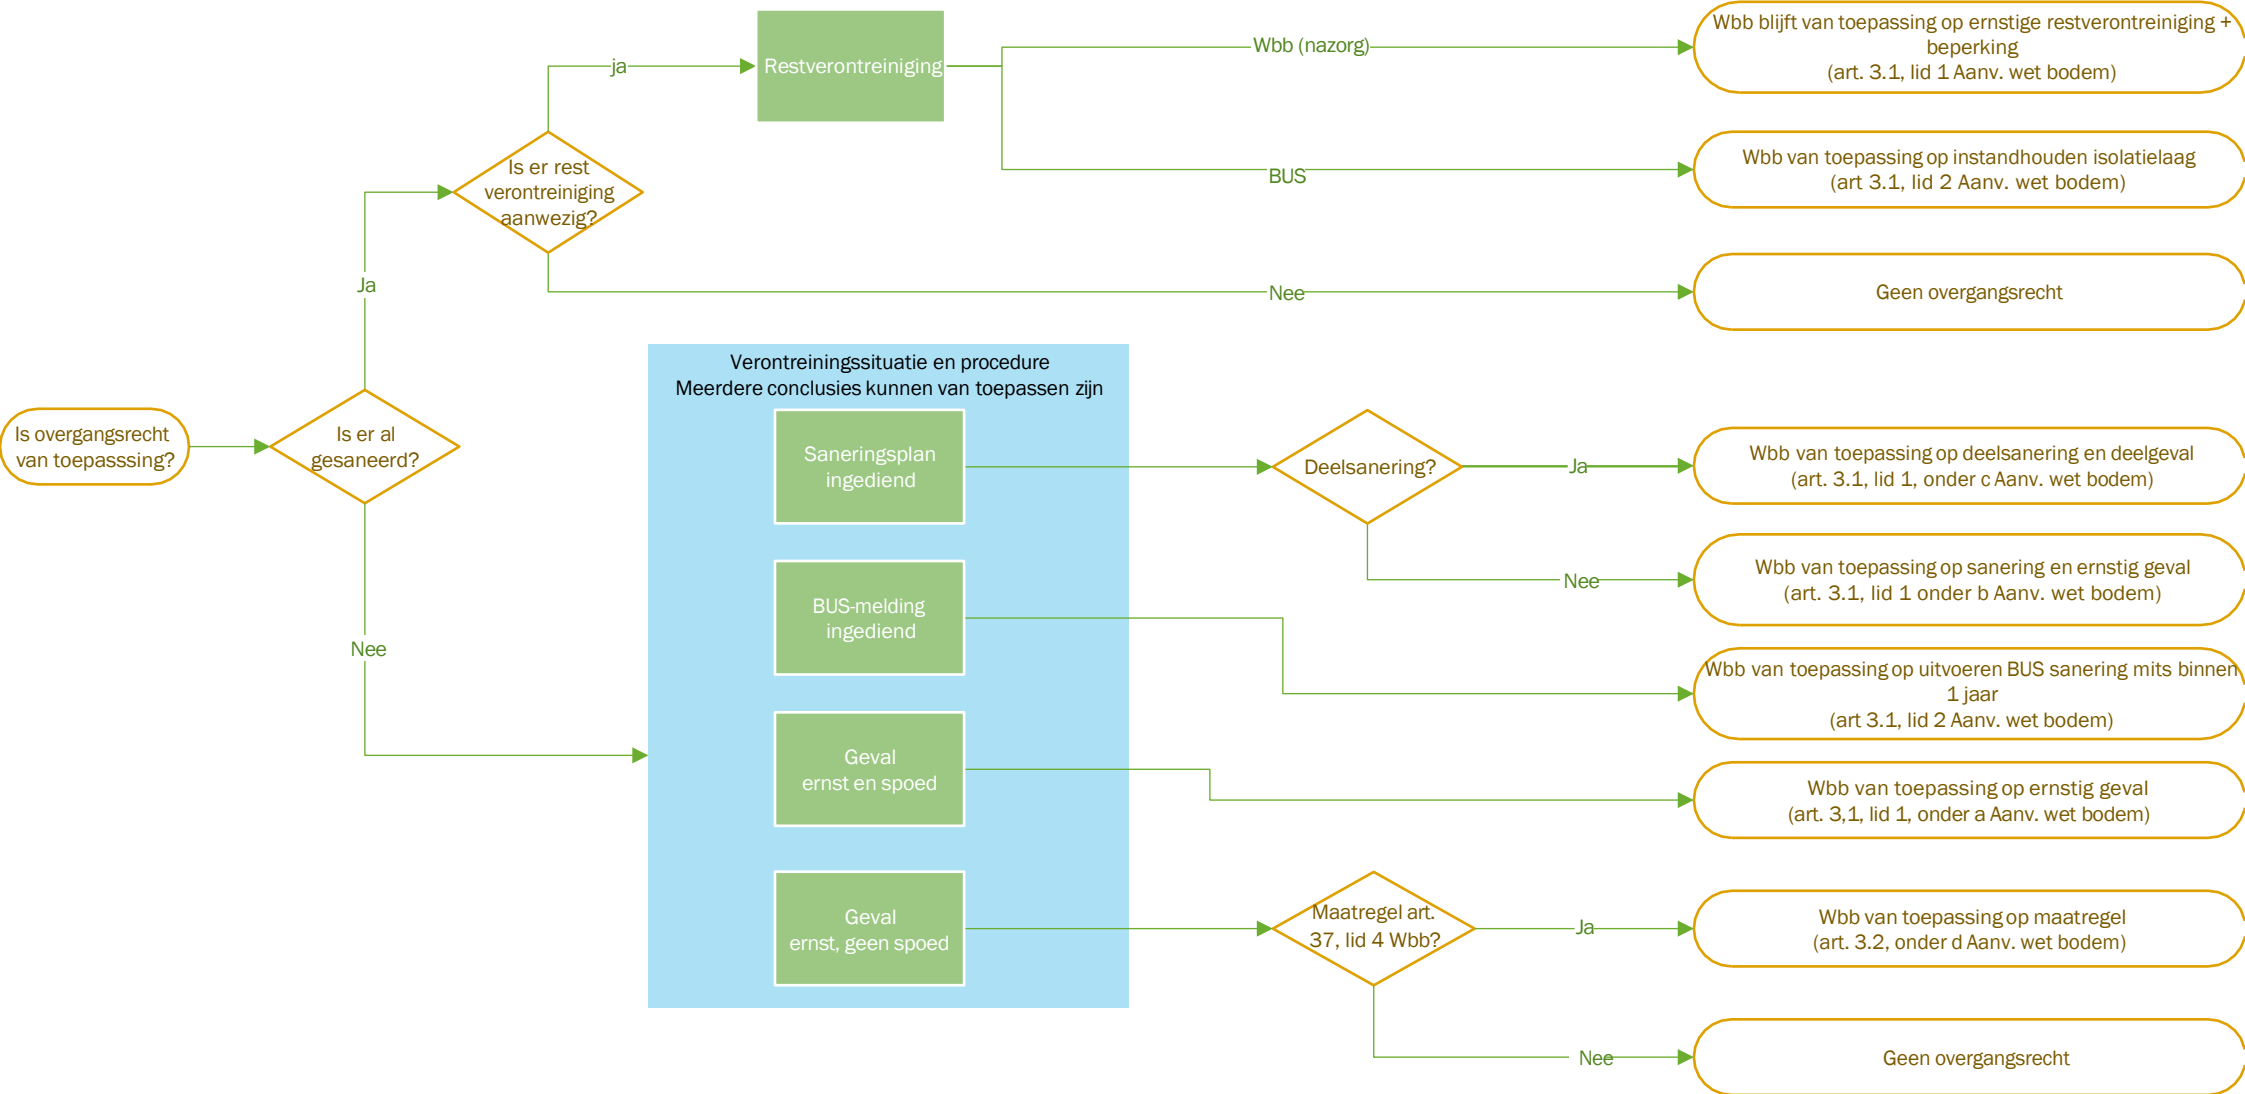 Wbb blijft van toepassing op ernstige restverontreiniging +
beperking
(art. 3.1, lid 1 Aanv. wet bodem)
Wbb (nazorg)
ja
Restverontreiniging
Is er rest
verontreiniging
aanwezig?
BUS
Wbb van toepassing op instandhouden isolatielaag
(art 3.1, lid 2 Aanv. wet bodem)
Ja
Nee
Geen overgangsrecht
Is overgangsrecht
van toepasssing?
Is er al
gesaneerd?
Nee
Verontreiningssituatie en procedure
Meerdere conclusies kunnen van toepassen zijn
Saneringsplan
ingediend
Deelsanering?
Ja
Wbb van toepassing op deelsanering en deelgeval
(art. 3.1, lid 1, onder c Aanv. wet bodem)
Nee
Wbb van toepassing op sanering en ernstig geval
(art. 3.1, lid 1 onder b Aanv. wet bodem)
BUS-melding
ingediend
Wbb van toepassing op uitvoeren BUS sanering mits binnen
1 jaar
(art 3.1, lid 2 Aanv. wet bodem)
Geval
ernst en spoed
Wbb van toepassing op ernstig geval
(art. 3,1, lid 1, onder a Aanv. wet bodem)
Geval
ernst, geen spoed
Maatregel art.
37, lid 4 Wbb?
Ja
Wbb van toepassing op maatregel
(art. 3.2, onder d Aanv. wet bodem)
Nee
Geen overgangsrecht